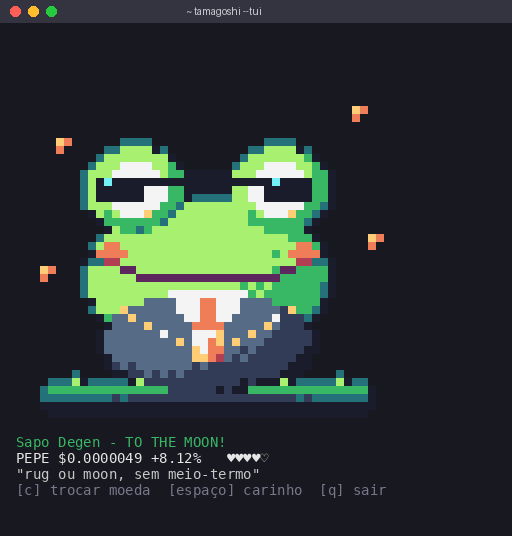 ~ tamagoshi --tui
Sapo Degen - TO THE MOON!
PEPE $0.0000049 +8.12% ♥♥♥♥♡
"rug ou moon, sem meio-termo"
[c] trocar moeda [espaço] carinho [q] sair